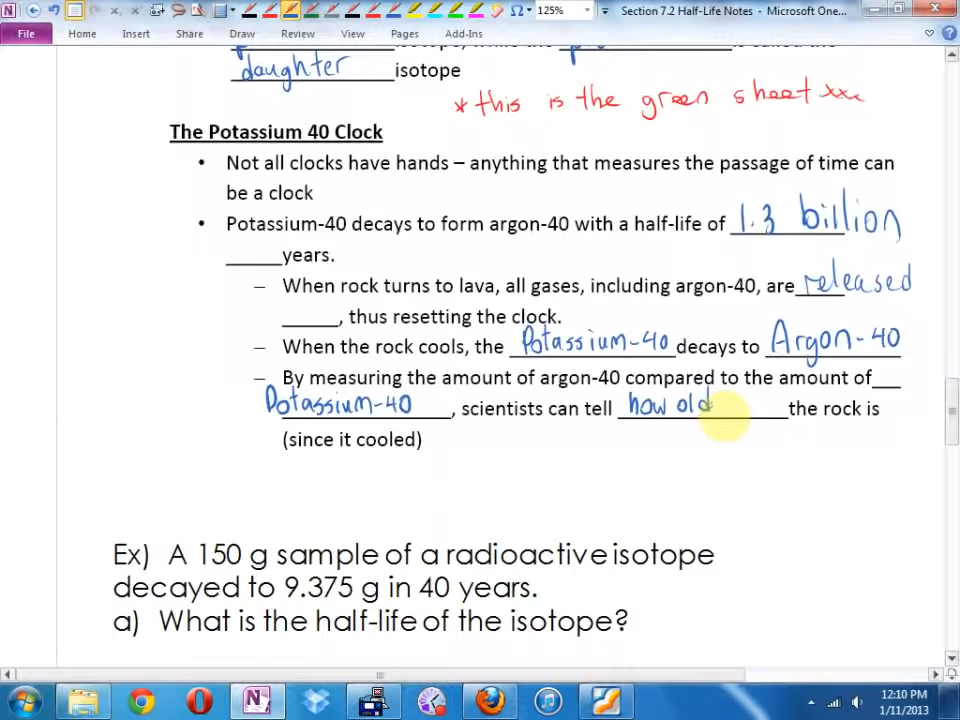 125%
Section 7.2 Half-Life Notes - Microsoft One...
File Home Insert Share Draw Review View Pages Add-Ins
is called the
daughter isotope
*this is the green sheet
The Potassium 40 Clock
• Not all clocks have hands – anything that measures the passage of time can
be a clock
• Potassium-40 decays to form argon-40 with a half-life of 1.3 billion
______years.
– When rock turns to lava, all gases, including argon-40, are released
______, thus resetting the clock.
– When the rock cools, the Potassium-40 decays to Argon-40
– By measuring the amount of argon-40 compared to the amount of___
Potassium-40, scientists can tell how old the rock is
(since it cooled)
Ex) A 150 g sample of a radioactive isotope
decayed to 9.375 g in 40 years.
a) What is the half-life of the isotope?
12:10 PM
1/11/2013